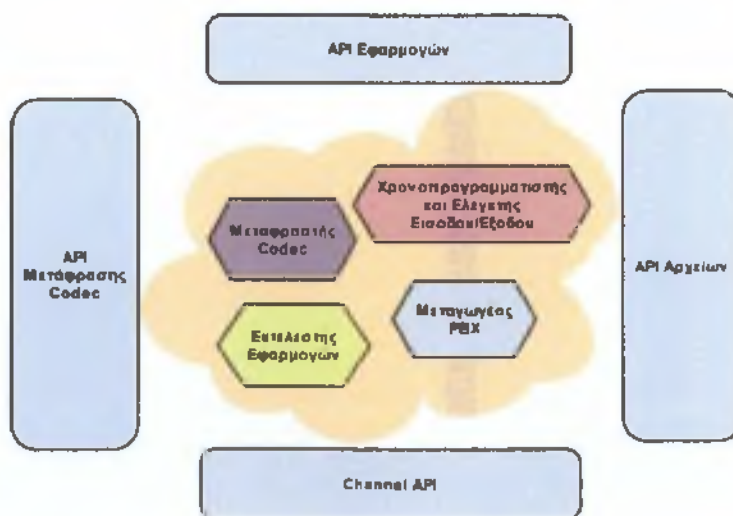 API Εφαρμογών
Χρονοπρογραμματιστής
και Ελεγκτής
Εισόδου/Εξόδου
Μεταφραστής
Codec
API
Μετάφρασης
Codec
API Αρχείων
Μεταγωγέας
PBX
Εκτελεστής
Εφαρμογών
Channel API